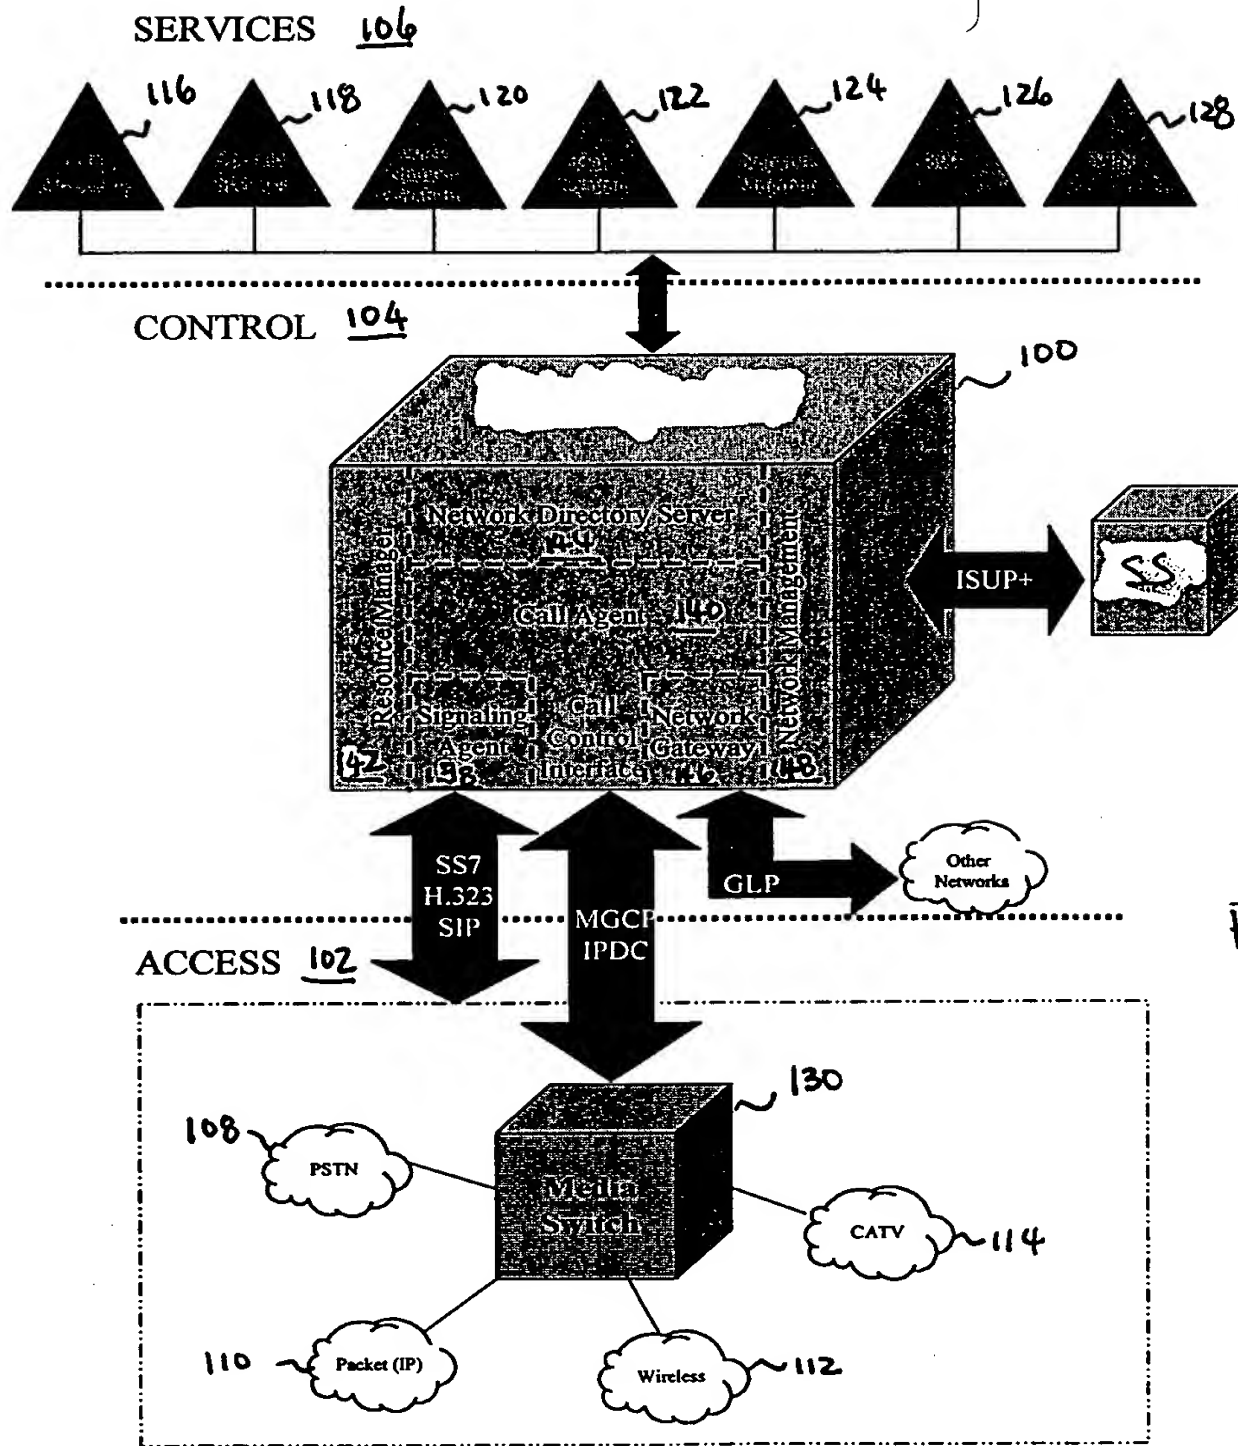 SERVICES 106
116
118
120
122
124
126
128
CONTROL 104
100
Network Directory Server
144
Resource Manager
Call Agent 140
Network Management
ISUP+
SS
Signaling
Agent
Call
Control
Interface
Network
Gateway
146
SS7
H.323
SIP
MGCP
IPDC
GLP
Other
Networks
ACCESS 102
130
108
PSTN
Media
Switch
CATV
114
110
Packet (IP)
Wireless
112